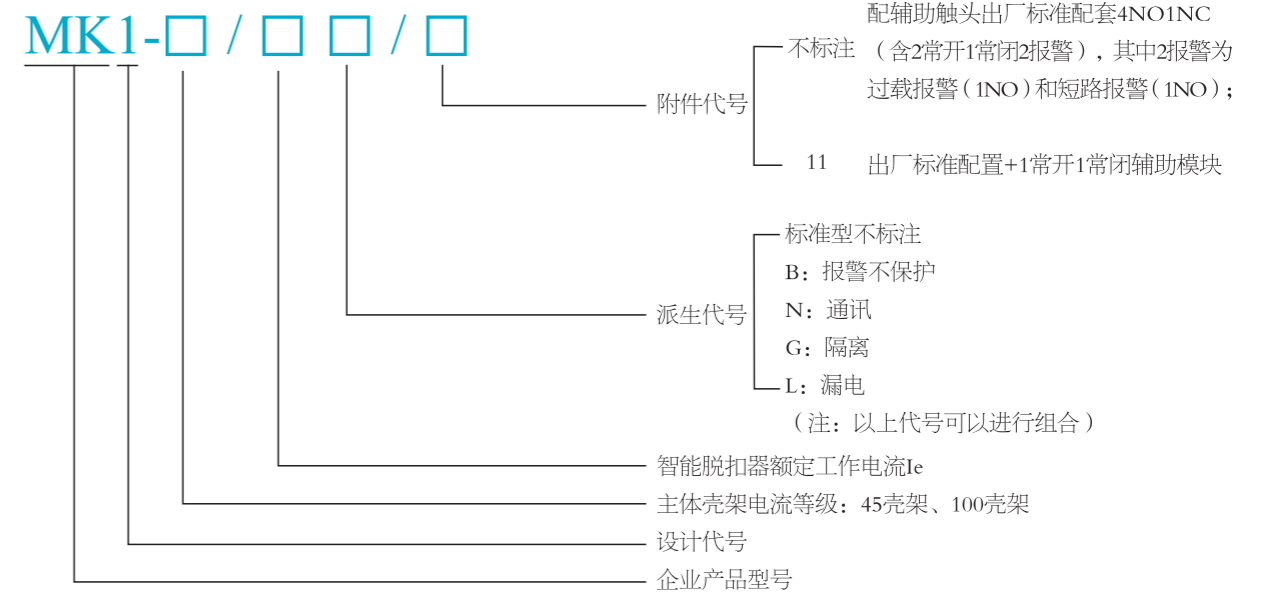 MK1-□ / □ □ / □
配辅助触头出厂标准配套4NO1NC
不标注 （含2常开1常闭2报警），其中2报警为
过载报警（1NO）和短路报警（1NO）；
附件代号
11 出厂标准配置+1常开1常闭辅助模块
标准型不标注
B：报警不保护
派生代号 N：通讯
G：隔离
L：漏电
（注：以上代号可以进行组合）
智能脱扣器额定工作电流Ie
主体壳架电流等级：45壳架、100壳架
设计代号
企业产品型号